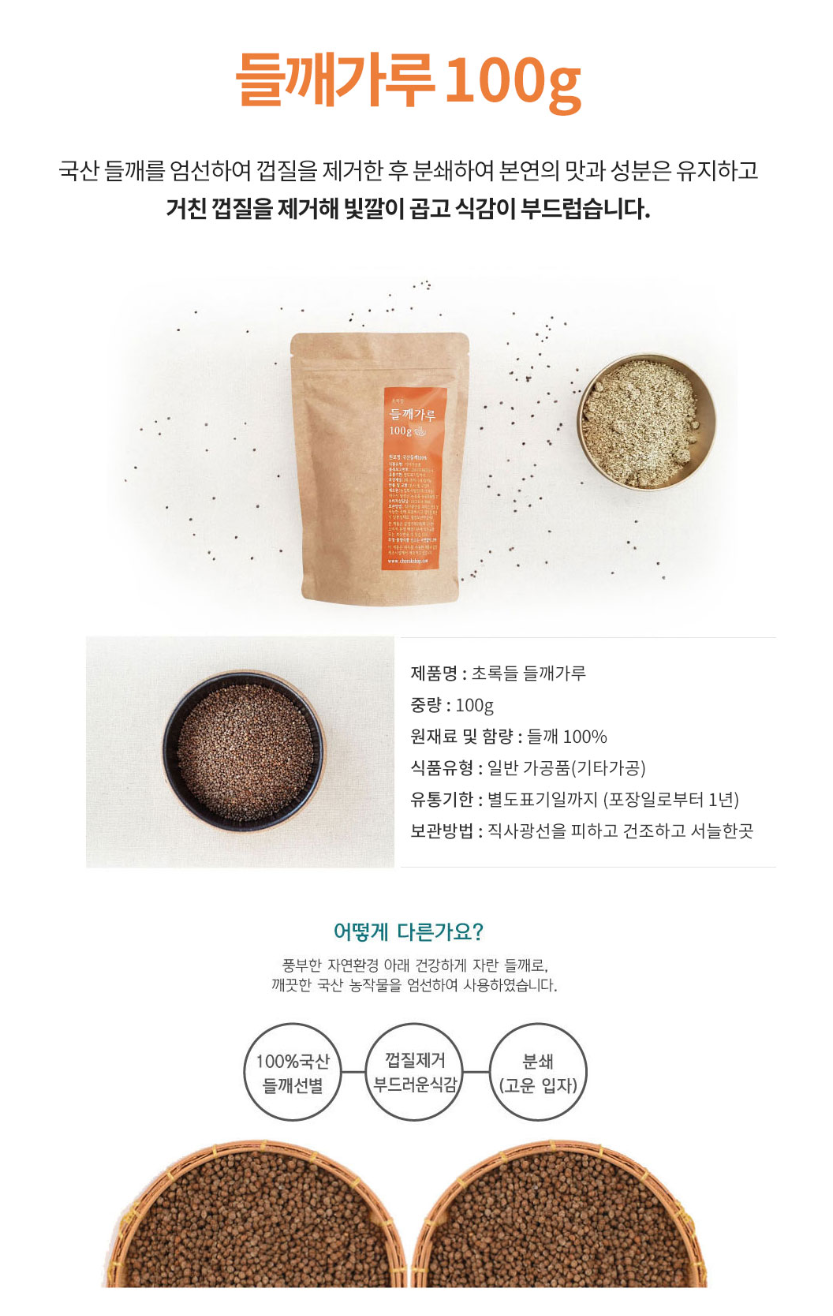 들깨가루 100g
국산 들깨를 엄선하여 껍질을 제거한 후 분쇄하여 본연의 맛과 성분은 유지하고
거친 껍질을 제거해 빛깔이 곱고 식감이 부드럽습니다.
들깨가루
100g
제품명 : 초록들 들깨가루
중량 : 100g
원재료 및 함량 : 들깨 100%
식품유형 : 일반 가공품(기타가공)
유통기한 : 별도표기일까지 (포장일로부터 1년)
보관방법 : 직사광선을 피하고 건조하고 서늘한곳
어떻게 다른가요?
풍부한 자연환경 아래 건강하게 자란 들깨로,
깨끗한 국산 농작물을 엄선하여 사용하였습니다.
100%국산
들깨선별
껍질제거
부드러운식감
분쇄
(고운 입자)